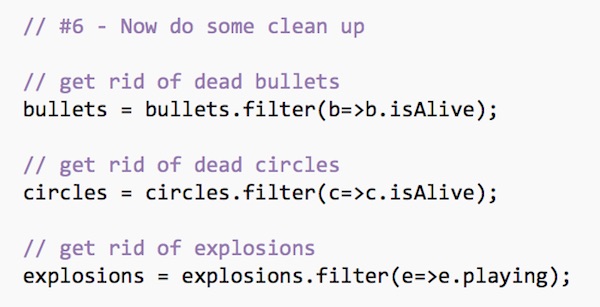 // #6 - Now do some clean up
// get rid of dead bullets
bullets = bullets.filter(b=>b.isAlive);
// get rid of dead circles
circles = circles.filter(c=>c.isAlive);
// get rid of explosions
explosions = explosions.filter(e=>e.playing);